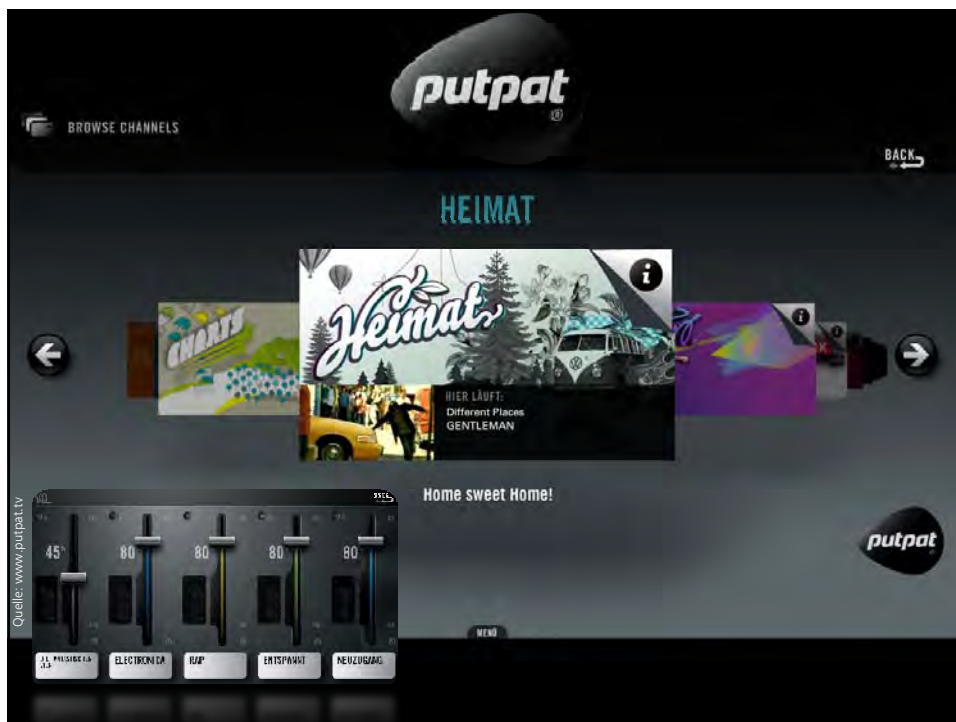 putpat
®
BROWSE CHANNELS
BACK
HEIMAT
i
Heimat
CHARTS
i
HIER LÄUFT:
Different Places
GENTLEMAN
Home sweet Home!
putpat
MENÜ
45
80
80
80
80
ELECTRONICA
RAP
ENTSPANNT
NEUZUGANG
Quelle: www.putpat.tv